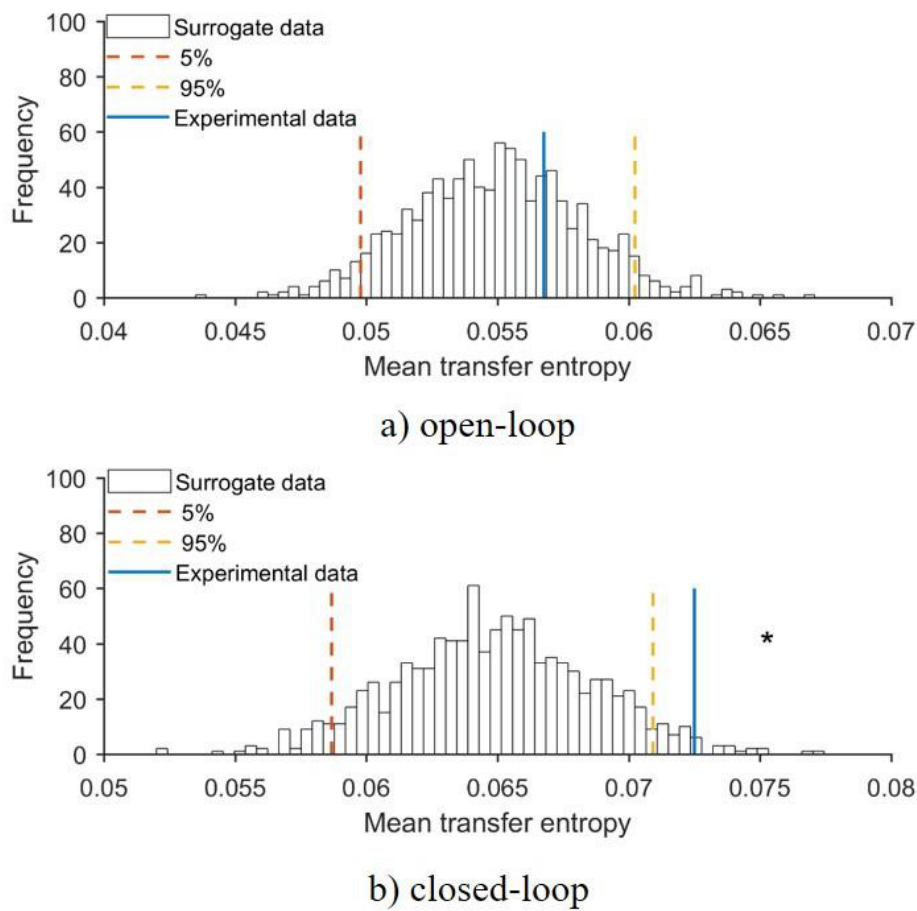 100
80
60
40
20
0
Frequency
Surrogate data
5%
95%
Experimental data
0.04 0.045 0.05 0.055 0.06 0.065 0.07
Mean transfer entropy
a) open-loop
100
80
60
40
20
0
Frequency
Surrogate data
5%
95%
Experimental data
*
0.05 0.055 0.06 0.065 0.07 0.075 0.08
Mean transfer entropy
b) closed-loop